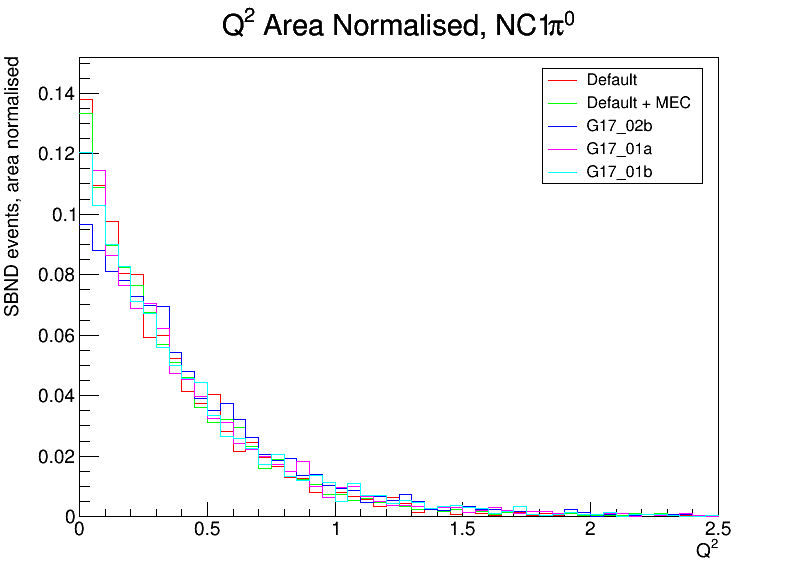 Q² Area Normalised, NC1π⁰
SBND events, area normalised
Default
Default + MEC
G17_02b
G17_01a
G17_01b
0.14
0.12
0.1
0.08
0.06
0.04
0.02
0
0 0.5 1 1.5 2 2.5
Q²